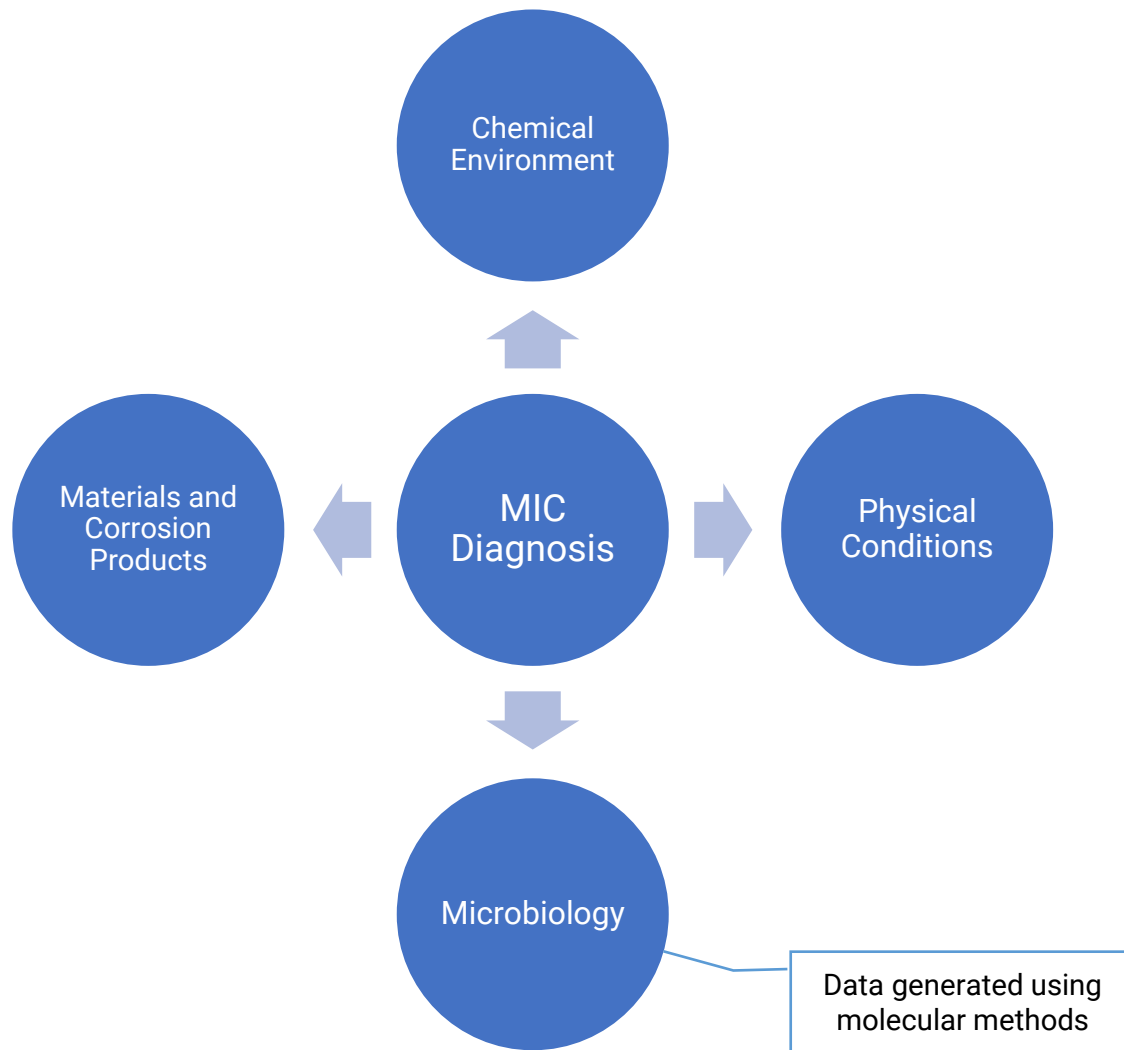 Chemical
Environment
Materials and
Corrosion
Products
MIC
Diagnosis
Physical
Conditions
Microbiology
Data generated using
molecular methods